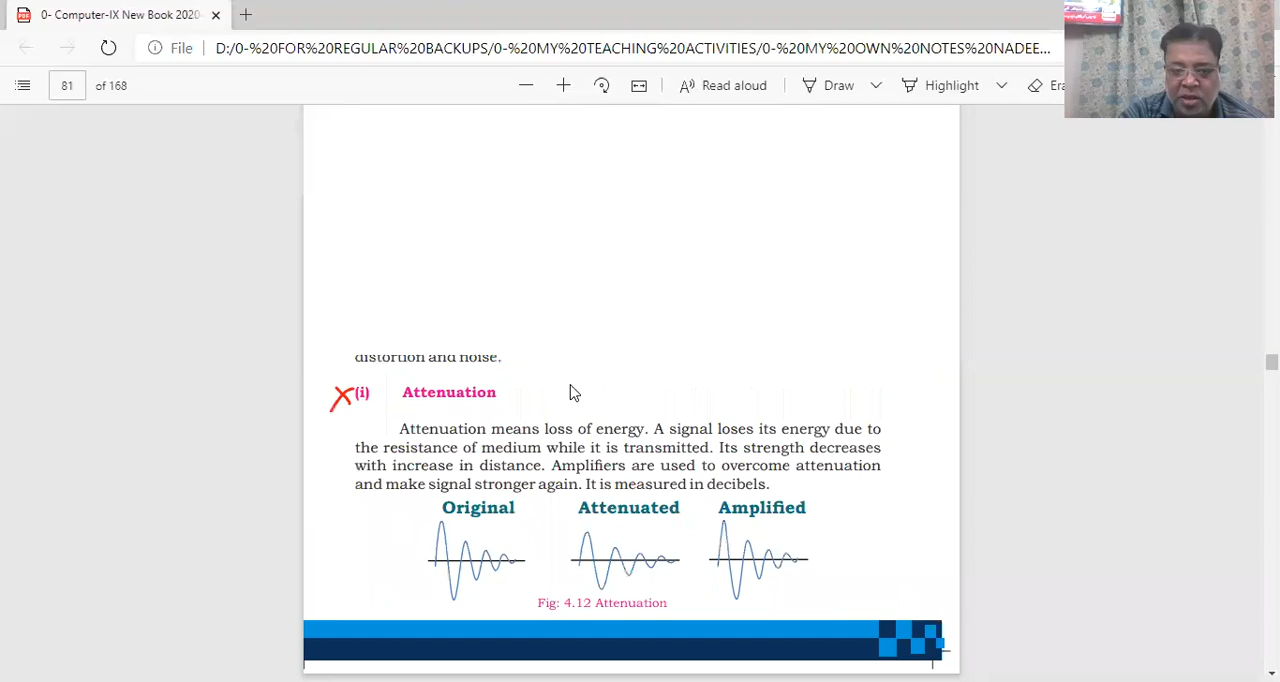 0- Computer-IX New Book 2020-
File
D:/0-%20FOR%20REGULAR%20BACKUPS/0-%20MY%20TEACHING%20ACTIVITIES/0-%20MY%20OWN%20NOTES%20NADEE...
81 of 168
Read aloud
Draw
Highlight
Era
distortion and noise.
(i) Attenuation
Attenuation means loss of energy. A signal loses its energy due to
the resistance of medium while it is transmitted. Its strength decreases
with increase in distance. Amplifiers are used to overcome attenuation
and make signal stronger again. It is measured in decibels.
Original Attenuated Amplified
Fig: 4.12 Attenuation